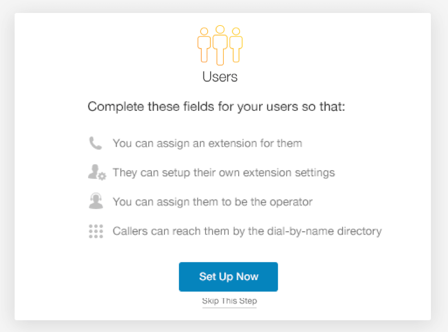 Users
Complete these fields for your users so that:
You can assign an extension for them
They can setup their own extension settings
You can assign them to be the operator
Callers can reach them by the dial-by-name directory
Set Up Now
Skip This Step